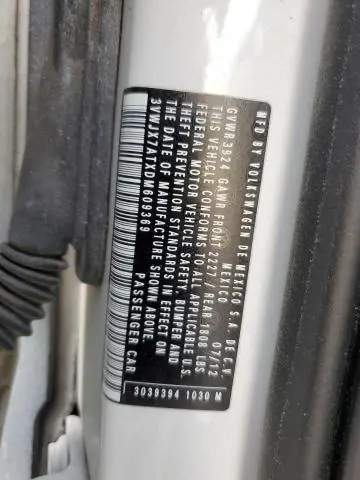 MFD BY VOLKSWAGEN DE MEXICO S.A. DE C.V.
MEXICO 07/12
GVWR 3924 GAWR FRONT 2227 / REAR 1808 LBS.
THIS VEHICLE CONFORMS TO ALL APPLICABLE U.S.
FEDERAL MOTOR VEHICLE SAFETY, BUMPER AND
THEFT PREVENTION STANDARDS IN EFFECT ON
THE DATE OF MANUFACTURE SHOWN ABOVE.
3VWJX7ATXDM609369 PASSENGER CAR
3039394 1030 M